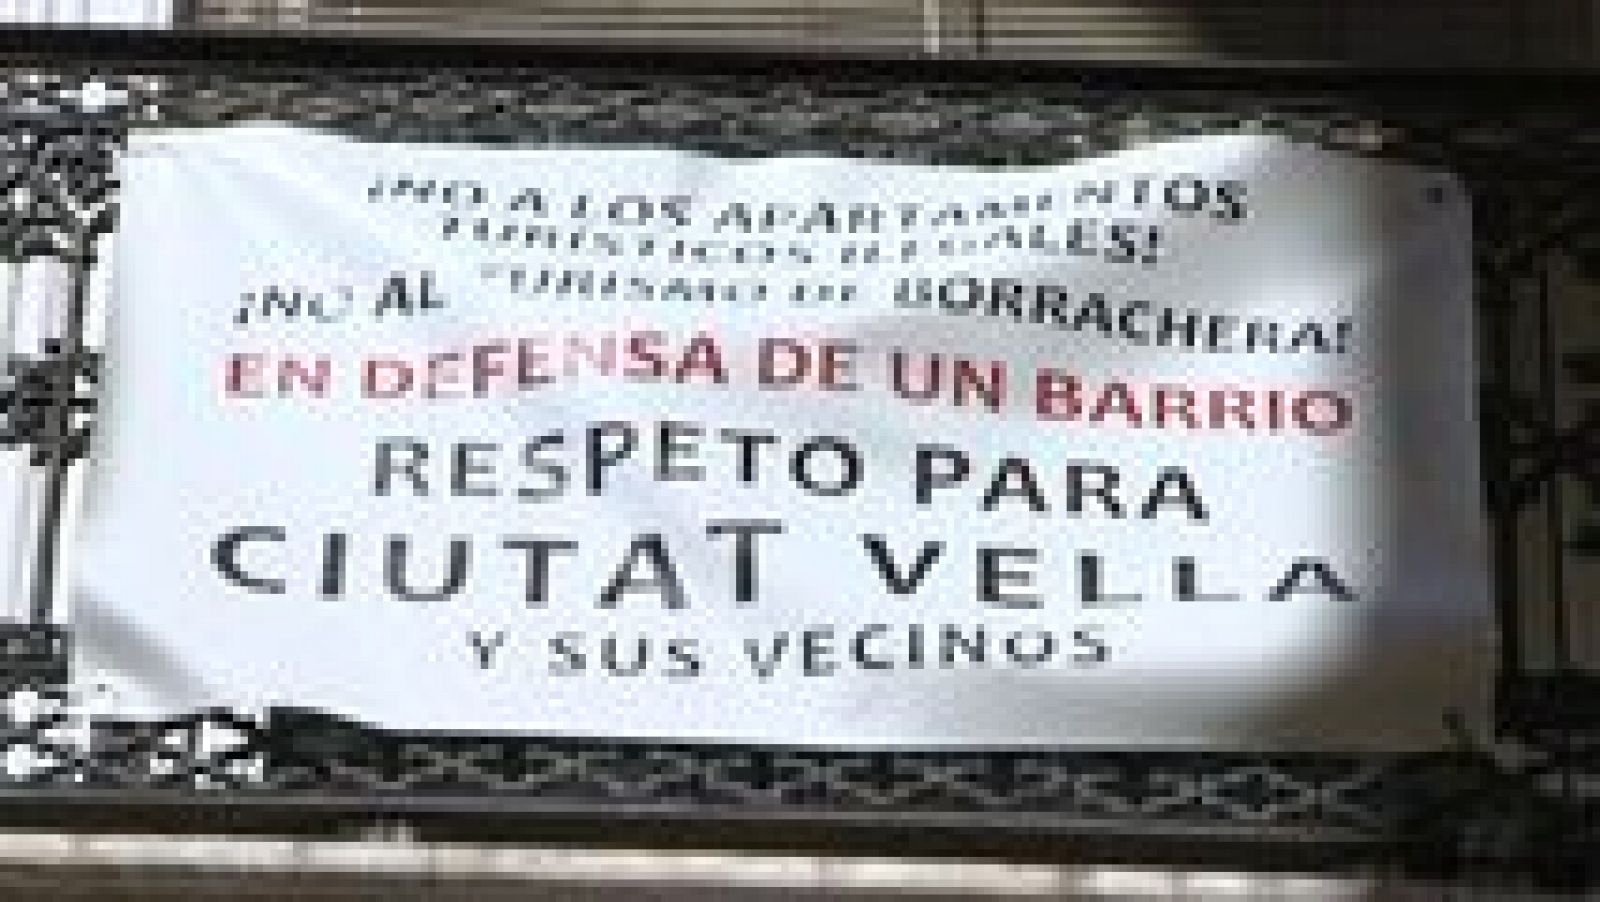 ¡NO A LOS APARTAMENTOS
TURÍSTICOS ILEGALES!
¡NO AL TURISMO DE BORRACHERA!
EN DEFENSA DE UN BARRIO
RESPETO PARA
CIUTAT VELLA
Y SUS VECINOS